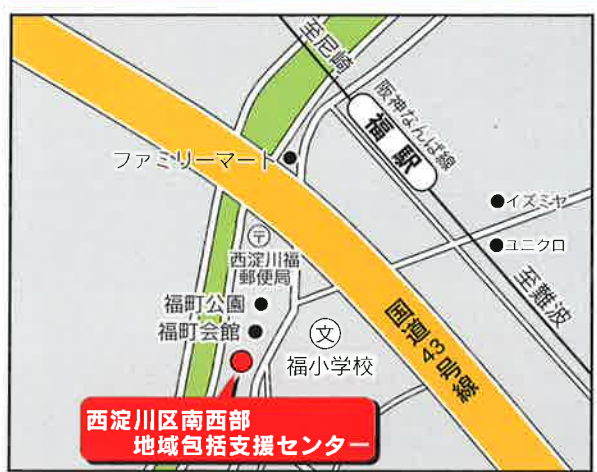 至尼崎
阪神なんば線
福駅
ファミリーマート
イズミヤ
ユニクロ
至難波
〒
西淀川福
郵便局
福町公園
福町会館
文
福小学校
国道43号線
西淀川区南西部
地域包括支援センター